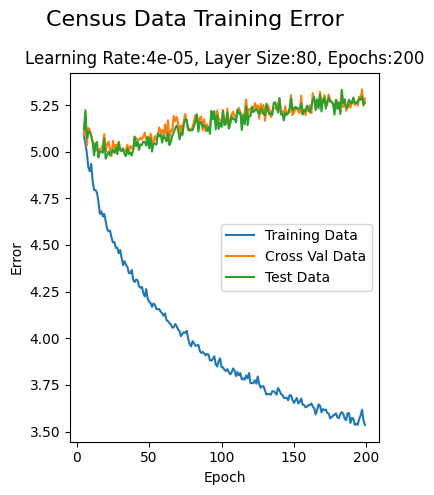 Census Data Training Error
Learning Rate:4e-05, Layer Size:80, Epochs:200
5.25
5.00
4.75
4.50
4.25
4.00
3.75
3.50
Error
Training Data
Cross Val Data
Test Data
0 50 100 150 200
Epoch